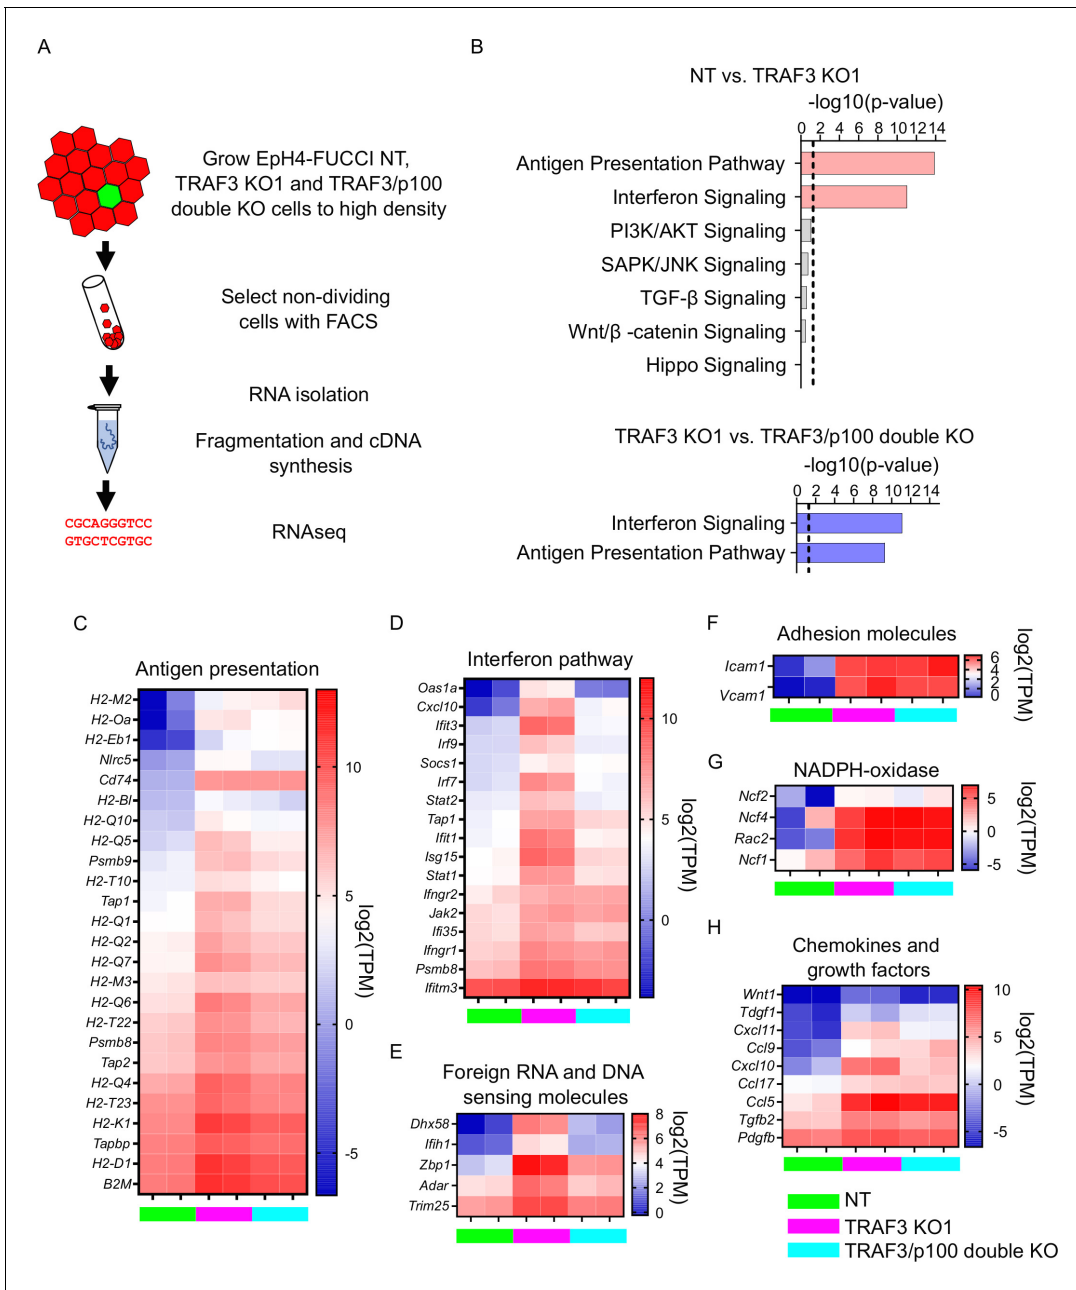 A
Grow EpH4-FUCCI NT,
TRAF3 KO1 and TRAF3/p100
double KO cells to high density
Select non-dividing
cells with FACS
RNA isolation
Fragmentation and cDNA
synthesis
CGCAGGGTCC
GTGCTCGTGC
RNAseq
B
NT vs. TRAF3 KO1
-log10(p-value)
0 2 4 6 8 10 12 14
Antigen Presentation Pathway
Interferon Signaling
PI3K/AKT Signaling
SAPK/JNK Signaling
TGF-β Signaling
Wnt/β -catenin Signaling
Hippo Signaling
TRAF3 KO1 vs. TRAF3/p100 double KO
-log10(p-value)
0 2 4 6 8 10 12 14
Interferon Signaling
Antigen Presentation Pathway
C
Antigen presentation
H2-M2
H2-Oa
H2-Eb1
Nlrc5
Cd74
H2-Bl
H2-Q10
H2-Q5
Psmb9
H2-T10
Tap1
H2-Q1
H2-Q2
H2-Q7
H2-M3
H2-Q6
H2-T22
Psmb8
Tap2
H2-Q4
H2-T23
H2-K1
Tapbp
H2-D1
B2M
10
5
0
-5
log2(TPM)
D
Interferon pathway
Oas1a
Cxcl10
Ifit3
Irf9
Socs1
Irf7
Stat2
Tap1
Ifit1
Isg15
Stat1
Ifngr2
Jak2
Ifi35
Ifngr1
Psmb8
Ifitm3
10
5
0
log2(TPM)
E
Foreign RNA and DNA
sensing molecules
Dhx58
Ifih1
Zbp1
Adar
Trim25
8
6
4
2
0
log2(TPM)
F
Adhesion molecules
Icam1
Vcam1
6
4
2
0
log2(TPM)
G
NADPH-oxidase
Ncf2
Ncf4
Rac2
Ncf1
5
0
-5
log2(TPM)
H
Chemokines and
growth factors
Wnt1
Tdgf1
Cxcl11
Ccl9
Cxcl10
Ccl17
Ccl5
Tgfb2
Pdgfb
10
5
0
-5
log2(TPM)
NT
TRAF3 KO1
TRAF3/p100 double KO